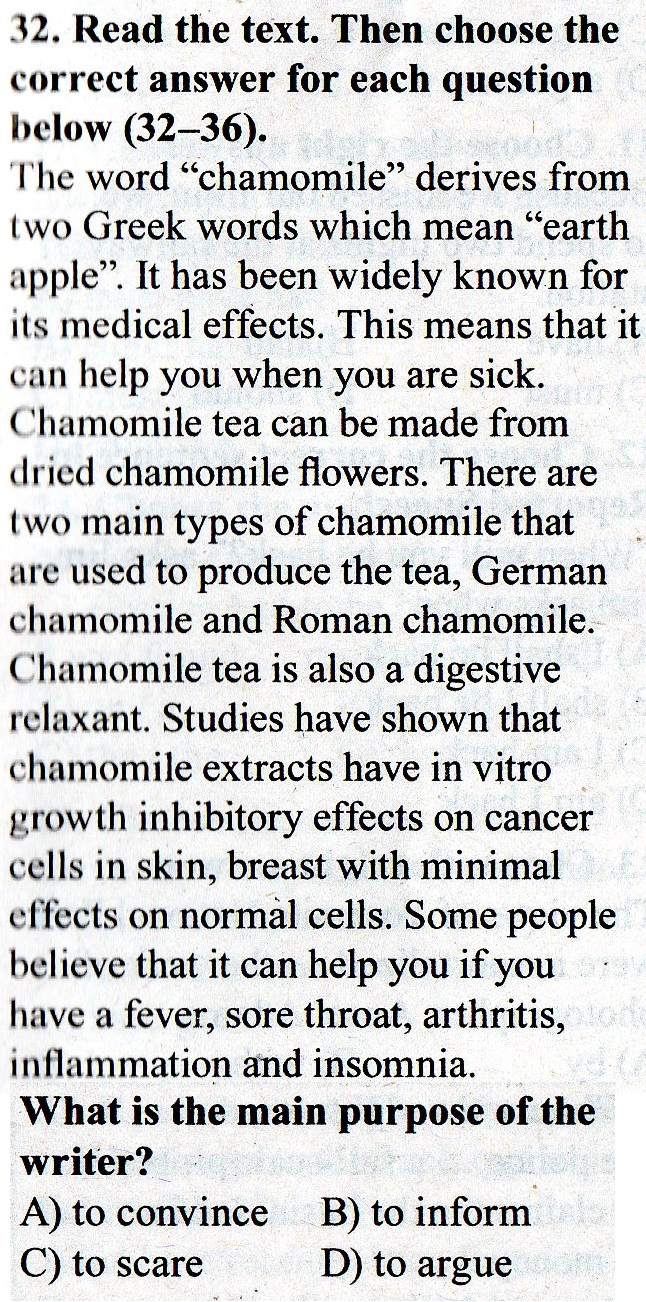 32. Read the text. Then choose the
correct answer for each question
below (32–36).
The word “chamomile” derives from
two Greek words which mean “earth
apple”. It has been widely known for
its medical effects. This means that it
can help you when you are sick.
Chamomile tea can be made from
dried chamomile flowers. There are
two main types of chamomile that
are used to produce the tea, German
chamomile and Roman chamomile.
Chamomile tea is also a digestive
relaxant. Studies have shown that
chamomile extracts have in vitro
growth inhibitory effects on cancer
cells in skin, breast with minimal
effects on normal cells. Some people
believe that it can help you if you
have a fever, sore throat, arthritis,
inflammation and insomnia.
What is the main purpose of the
writer?
A) to convince B) to inform
C) to scare D) to argue